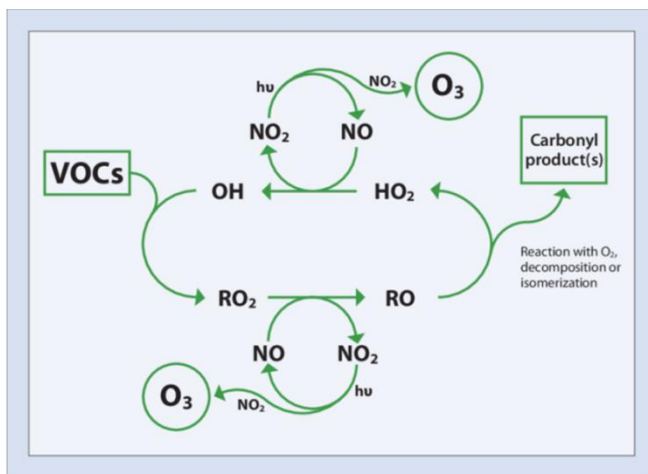 hυ
NO₂
O₃
NO₂
NO
VOCs
Carbonyl
product(s)
OH
HO₂
Reaction with O₂,
decomposition or
isomerization
RO₂
RO
NO
NO₂
O₃
NO₂
hυ